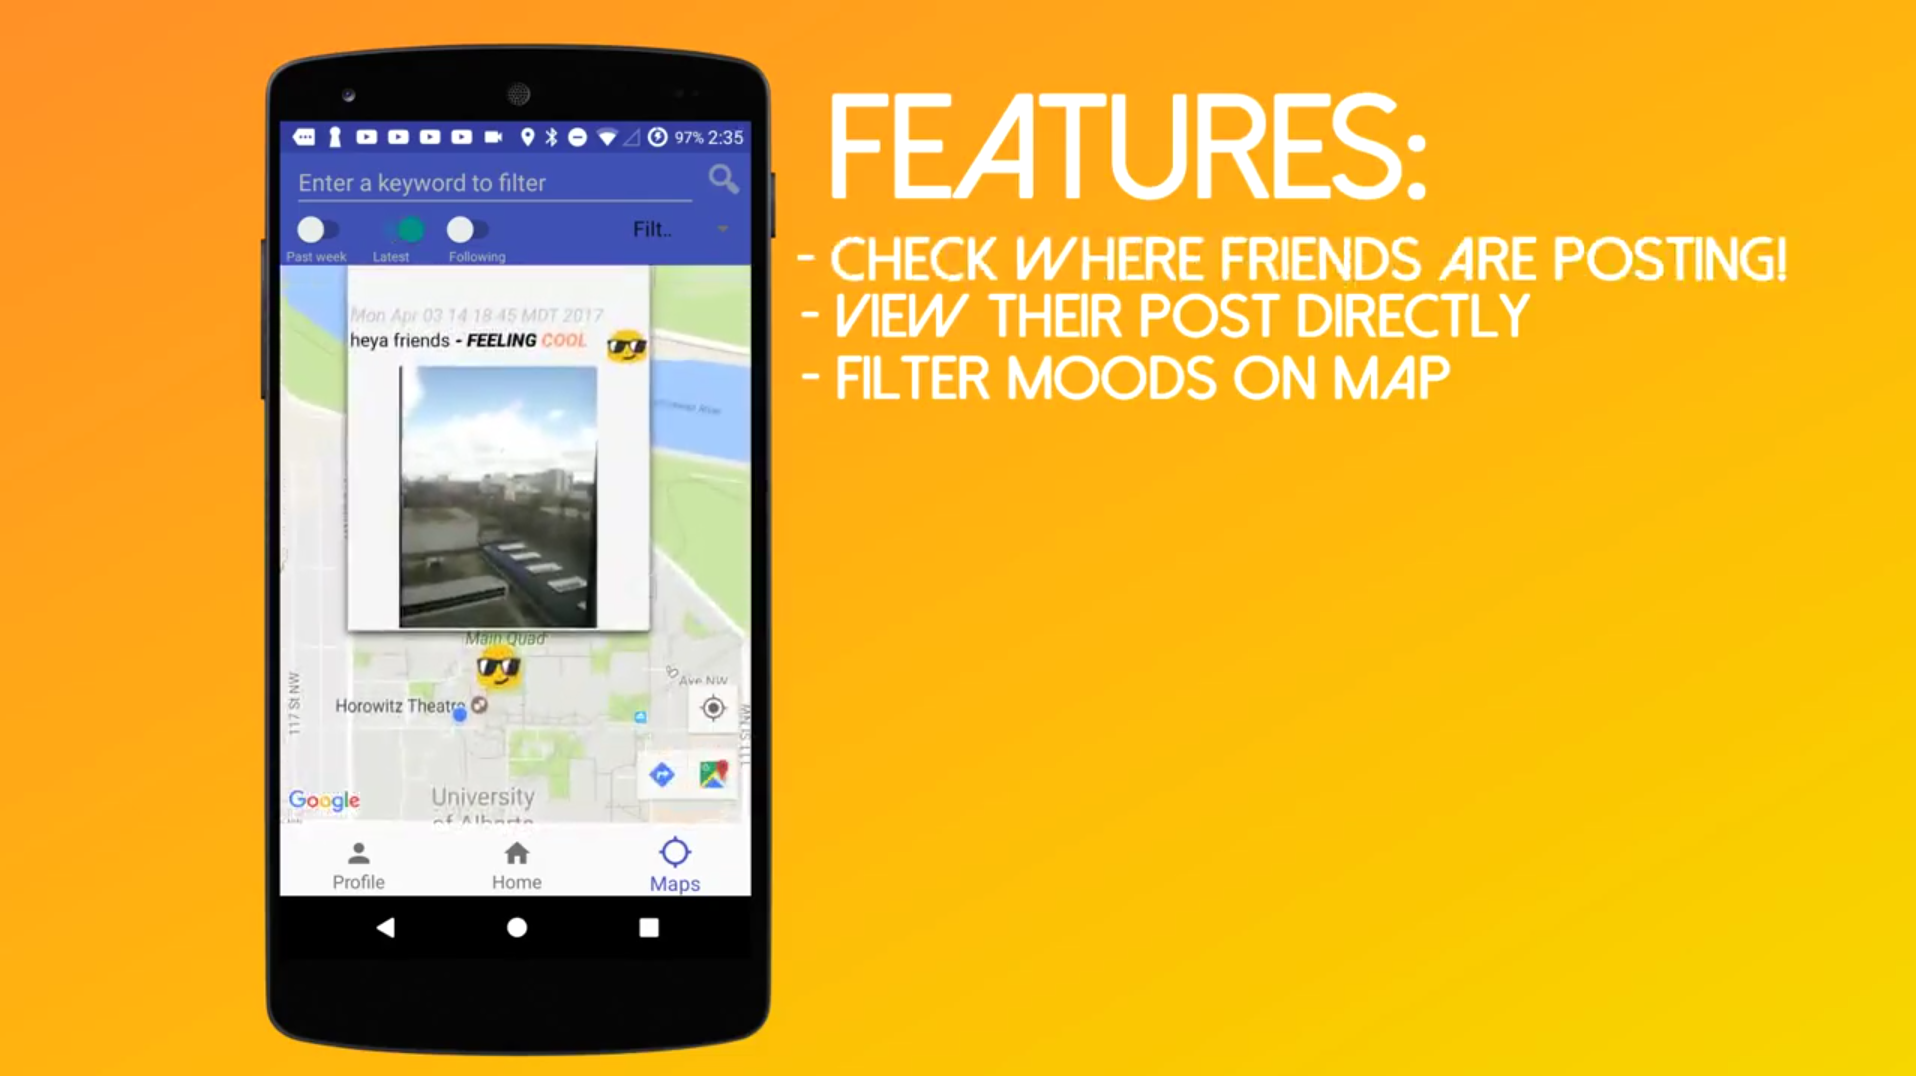 FEATURES:
- CHECK WHERE FRIENDS ARE POSTING!
- VIEW THEIR POST DIRECTLY
- FILTER MOODS ON MAP
97% 2:35
Enter a keyword to filter
Filt..
Past week Latest Following
Mon Apr 03 14 18 45 MDT 2017
heya friends - FEELING COOL
River
Main Quad
Ave NW
Horowitz Theatre
117 St NW
111 St NW
Google
University
of Alberta
Profile Home Maps